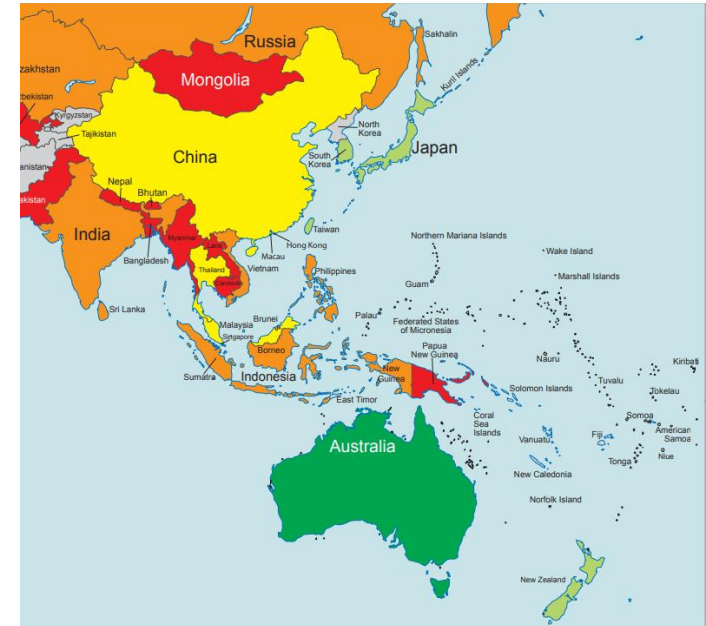 Russia
Sakhalin
Kuril Islands
zakhstan
Mongolia
zbekistan
Kyrgyzstan
Tajikistan
North
Korea
anistan
China
South
Korea
Japan
akistan
Nepal
Bhutan
India
Myanmar
Laos
Taiwan
Hong Kong
Macau
Bangladesh
Thailand
Vietnam
Cambodia
Philippines
Northern Mariana Islands
Wake Island
Guam
Marshall Islands
Sri Lanka
Malaysia
Brunei
Singapore
Palau
Federated States
of Micronesia
Borneo
Sumatra
Indonesia
New
Guinea
Papua
New Guinea
Nauru
Kiribati
East Timor
Solomon Islands
Tuvalu
Tokelau
Coral
Sea
Islands
Somoa
American
Samoa
Vanuatu
Fiji
Tonga
Niue
Australia
New Caledonia
Norfolk Island
New Zealand